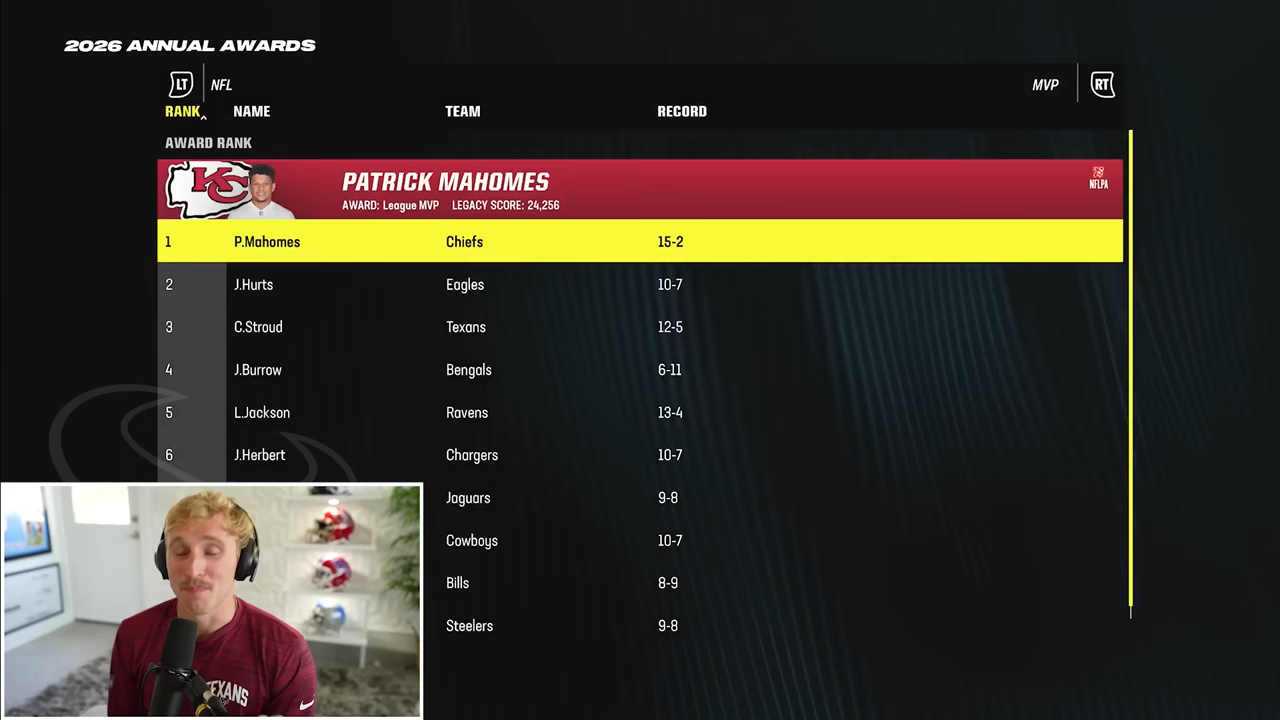 2026 ANNUAL AWARDS
LT NFL MVP RT
RANK NAME TEAM RECORD
AWARD RANK
KC PATRICK MAHOMES NFLPA
AWARD: League MVP LEGACY SCORE: 24,256
1 P.Mahomes Chiefs 15-2
2 J.Hurts Eagles 10-7
3 C.Stroud Texans 12-5
4 J.Burrow Bengals 6-11
5 L.Jackson Ravens 13-4
6 J.Herbert Chargers 10-7
Jaguars 9-8
Cowboys 10-7
Bills 8-9
Steelers 9-8
TEXANS